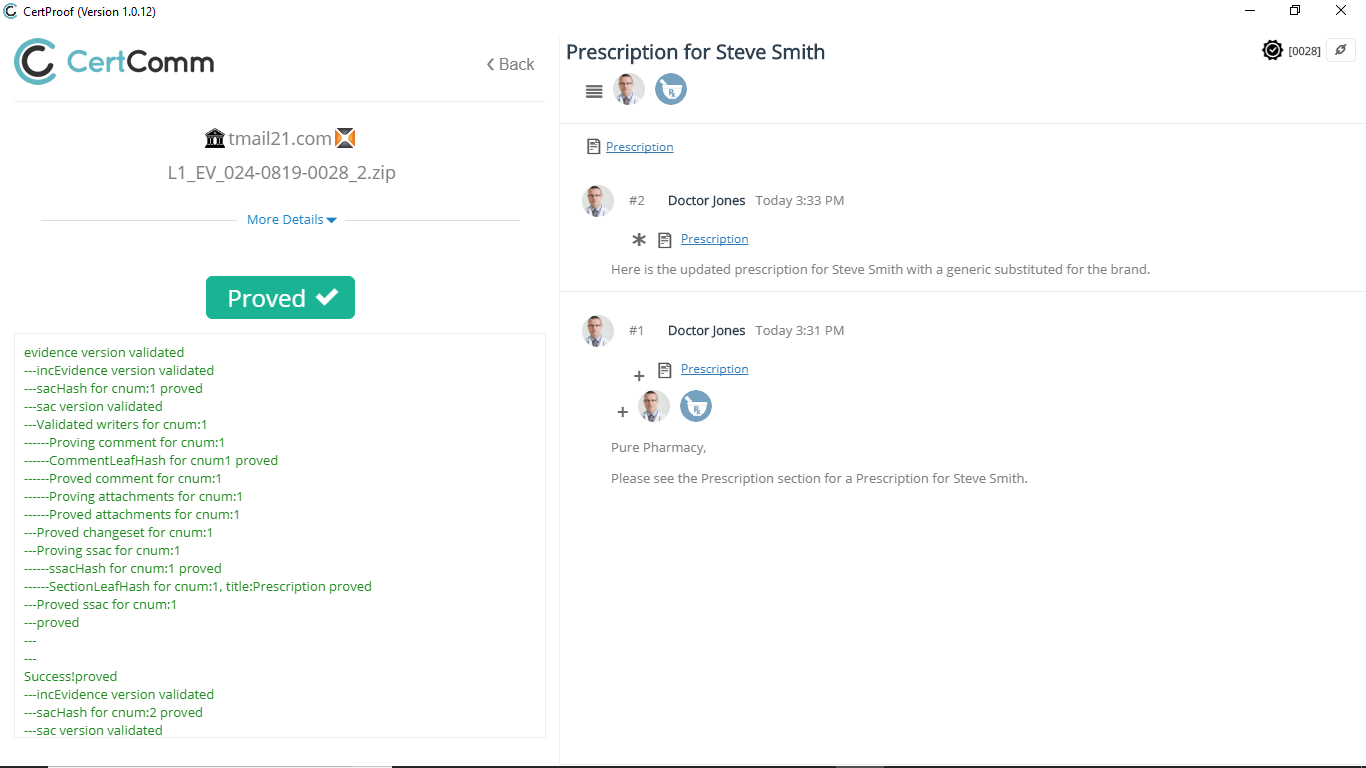 CertProof (Version 1.0.12)
CertComm
Back
tmail21.com
L1_EV_024-0819-0028_2.zip
More Details
Proved
evidence version validated
---incEvidence version validated
---sacHash for cnum:1 proved
---sac version validated
---Validated writers for cnum:1
------Proving comment for cnum:1
------CommentLeafHash for cnum1 proved
------Proved comment for cnum:1
------Proving attachments for cnum:1
------Proved attachments for cnum:1
---Proved changeset for cnum:1
---Proving ssac for cnum:1
------ssacHash for cnum:1 proved
------SectionLeafHash for cnum:1, title:Prescription proved
---Proved ssac for cnum:1
---proved
---
---
Success!proved
---incEvidence version validated
---sacHash for cnum:2 proved
---sac version validated
Prescription for Steve Smith
[0028]
Rx
Prescription
#2 Doctor Jones Today 3:33 PM
Prescription
Here is the updated prescription for Steve Smith with a generic substituted for the brand.
#1 Doctor Jones Today 3:31 PM
Prescription
Rx
Pure Pharmacy,
Please see the Prescription section for a Prescription for Steve Smith.